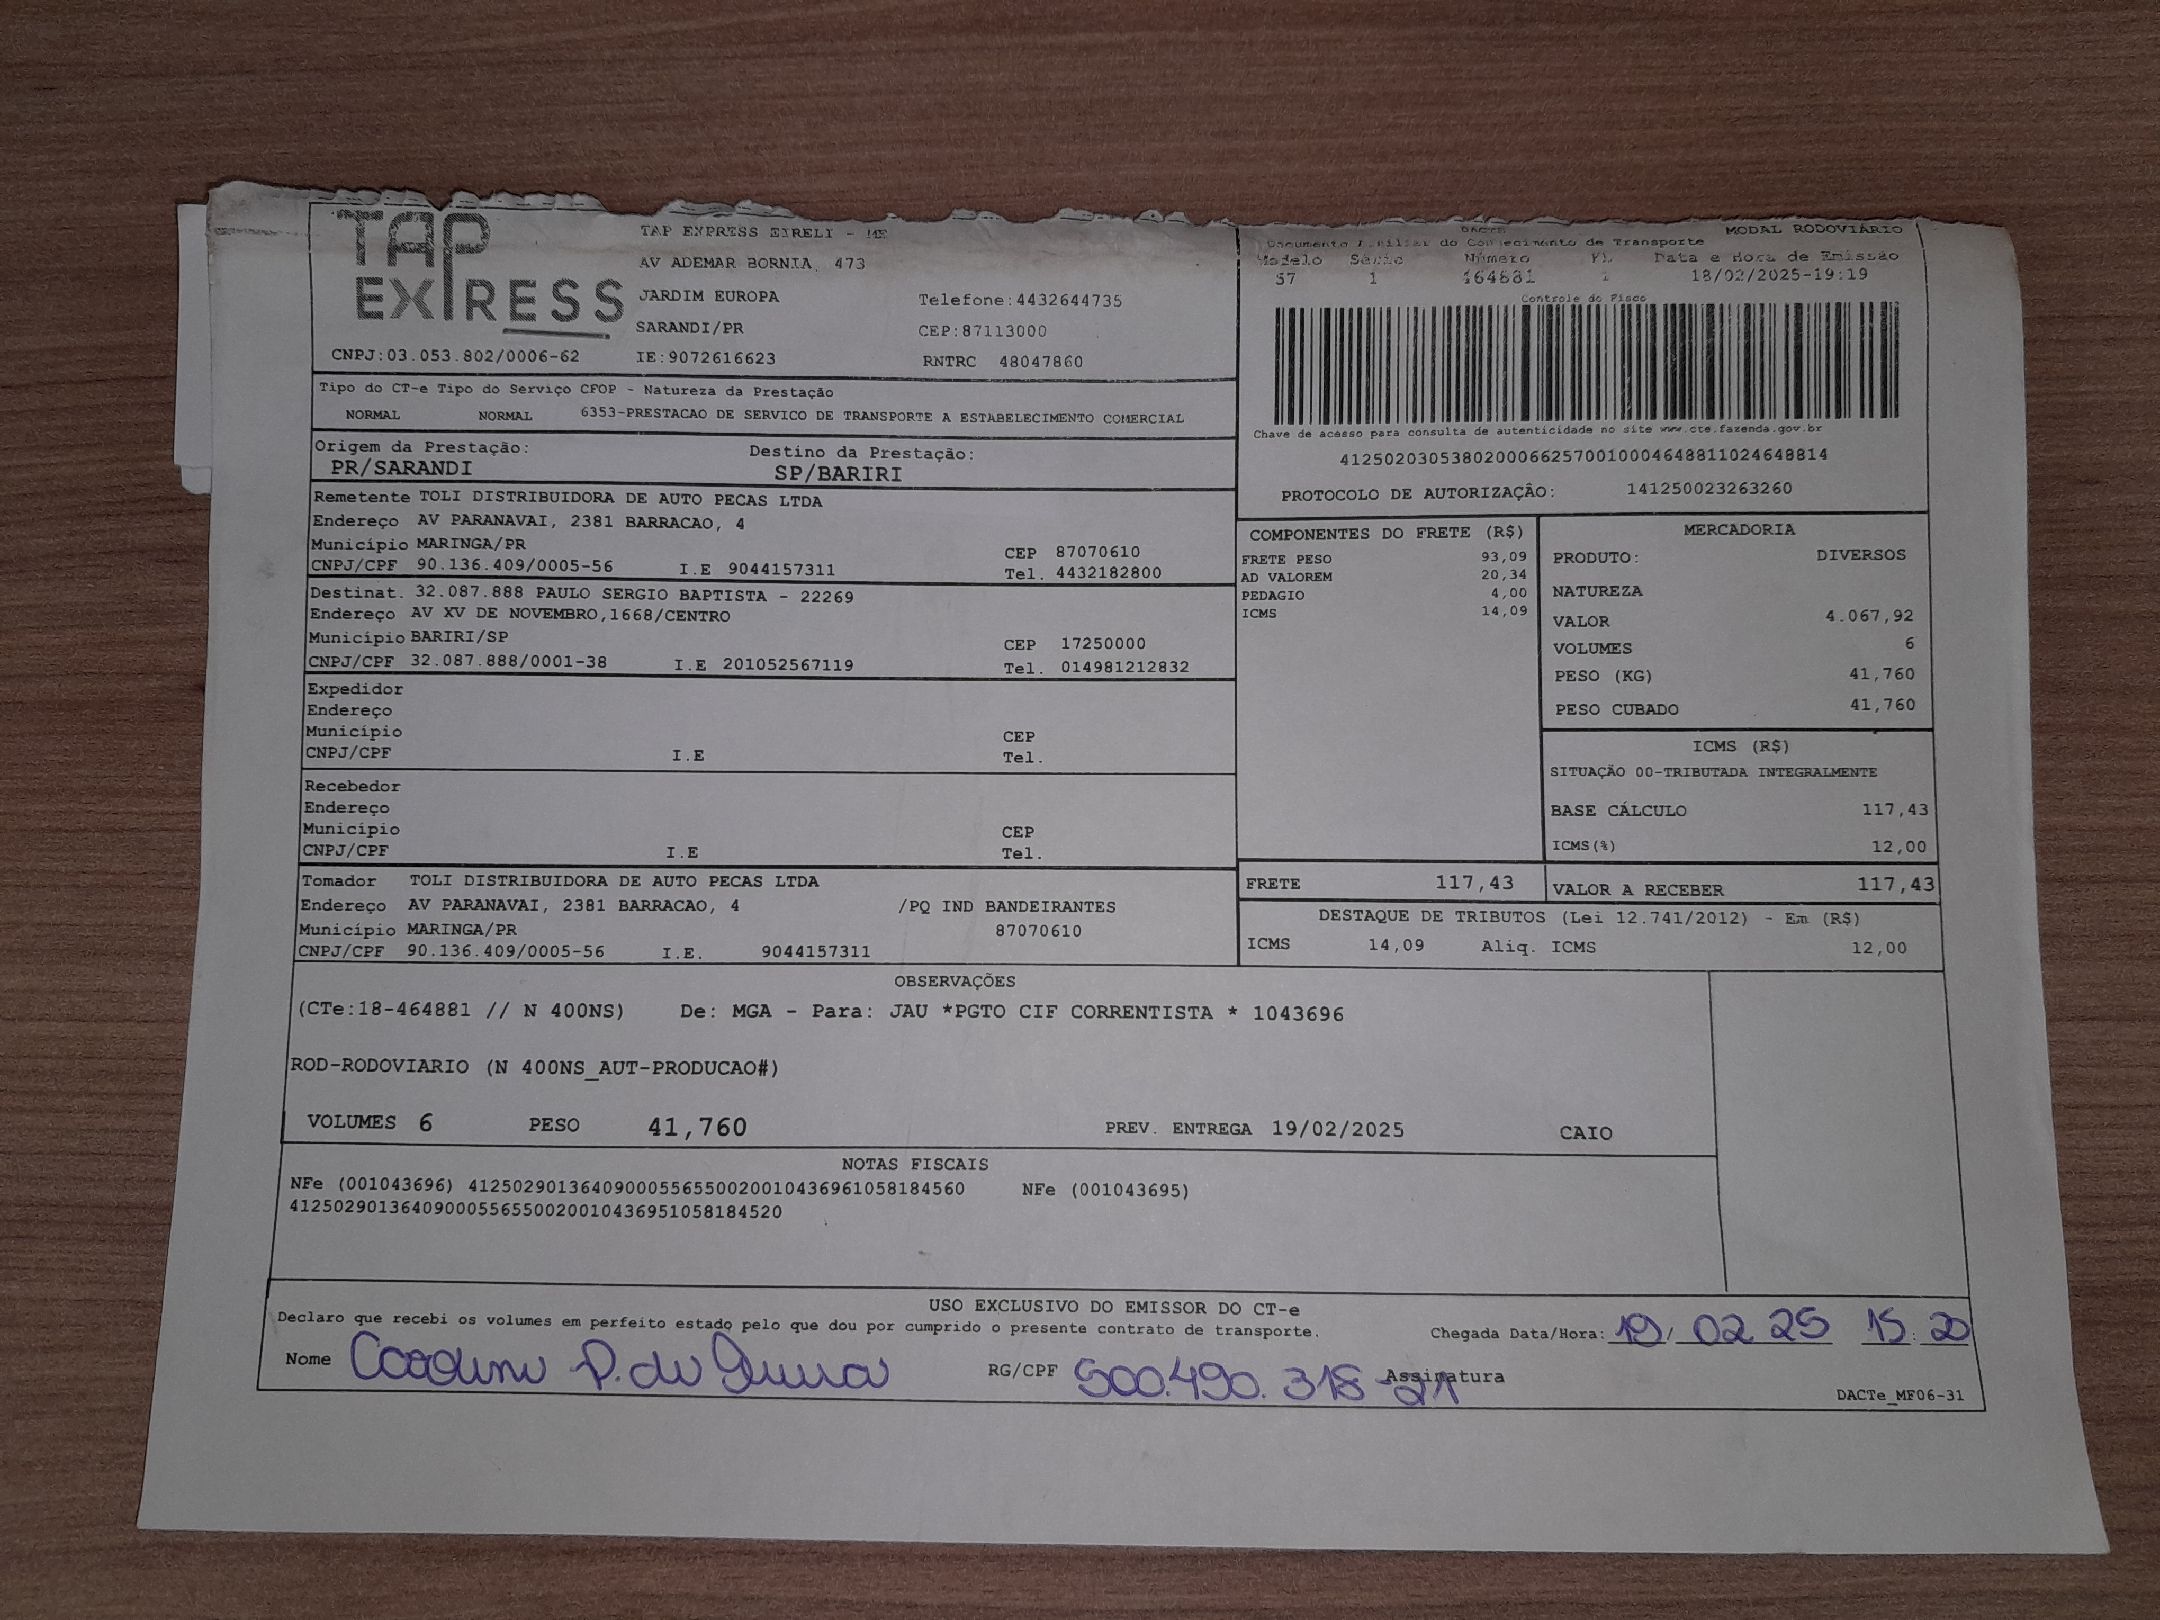 TAP
EXPRESS
TAP EXPRESS EIRELI - ME
AV ADEMAR BORNIA, 473
JARDIM EUROPA Telefone:4432644735
SARANDI/PR CEP:87113000
CNPJ:03.053.802/0006-62 IE:9072616623 RNTRC 48047860
DACTE MODAL RODOVIÁRIO
Documento Auxiliar do Conhecimento de Transporte
Modelo Série Número FL Data e Hora de Emissão
57 1 464881 1 18/02/2025-19:19
Controle do Fisco
Chave de acesso para consulta de autenticidade no site www.cte.fazenda.gov.br
41250203053802000662570010004648811024648814
PROTOCOLO DE AUTORIZAÇÃO: 141250023263260
Tipo do CT-e Tipo do Serviço CFOP - Natureza da Prestação
NORMAL NORMAL 6353-PRESTACAO DE SERVICO DE TRANSPORTE A ESTABELECIMENTO COMERCIAL
Origem da Prestação: Destino da Prestação:
PR/SARANDI SP/BARIRI
Remetente TOLI DISTRIBUIDORA DE AUTO PECAS LTDA
Endereço AV PARANAVAI, 2381 BARRACAO, 4
Município MARINGA/PR CEP 87070610
CNPJ/CPF 90.136.409/0005-56 I.E 9044157311 Tel. 4432182800
Destinat. 32.087.888 PAULO SERGIO BAPTISTA - 22269
Endereço AV XV DE NOVEMBRO,1668/CENTRO
Município BARIRI/SP CEP 17250000
CNPJ/CPF 32.087.888/0001-38 I.E 201052567119 Tel. 014981212832
Expedidor
Endereço
Município CEP
CNPJ/CPF I.E Tel.
Recebedor
Endereço
Município CEP
CNPJ/CPF I.E Tel.
Tomador TOLI DISTRIBUIDORA DE AUTO PECAS LTDA
Endereço AV PARANAVAI, 2381 BARRACAO, 4 /PQ IND BANDEIRANTES
Município MARINGA/PR 87070610
CNPJ/CPF 90.136.409/0005-56 I.E. 9044157311
COMPONENTES DO FRETE (R$)
FRETE PESO 93,09
AD VALOREM 20,34
PEDAGIO 4,00
ICMS 14,09
MERCADORIA
PRODUTO: DIVERSOS
NATUREZA
VALOR 4.067,92
VOLUMES 6
PESO (KG) 41,760
PESO CUBADO 41,760
ICMS (R$)
SITUAÇÃO 00-TRIBUTADA INTEGRALMENTE
BASE CÁLCULO 117,43
ICMS(%) 12,00
FRETE 117,43 VALOR A RECEBER 117,43
DESTAQUE DE TRIBUTOS (Lei 12.741/2012) - Em (R$)
ICMS 14,09 Aliq. ICMS 12,00
OBSERVAÇÕES
(CTe:18-464881 // N 400NS) De: MGA - Para: JAU *PGTO CIF CORRENTISTA * 1043696
ROD-RODOVIARIO (N 400NS_AUT-PRODUCAO#)
VOLUMES 6 PESO 41,760 PREV. ENTREGA 19/02/2025 CAIO
NOTAS FISCAIS
NFe (001043696) 41250290136409000556550020010436961058184560 NFe (001043695)
41250290136409000556550020010436951058184520
USO EXCLUSIVO DO EMISSOR DO CT-e
Declaro que recebi os volumes em perfeito estado pelo que dou por cumprido o presente contrato de transporte. Chegada Data/Hora: 19/ 02 25 15:20
Nome P. RG/CPF 500.490.318-21 Assinatura
DACTe_MF06-31